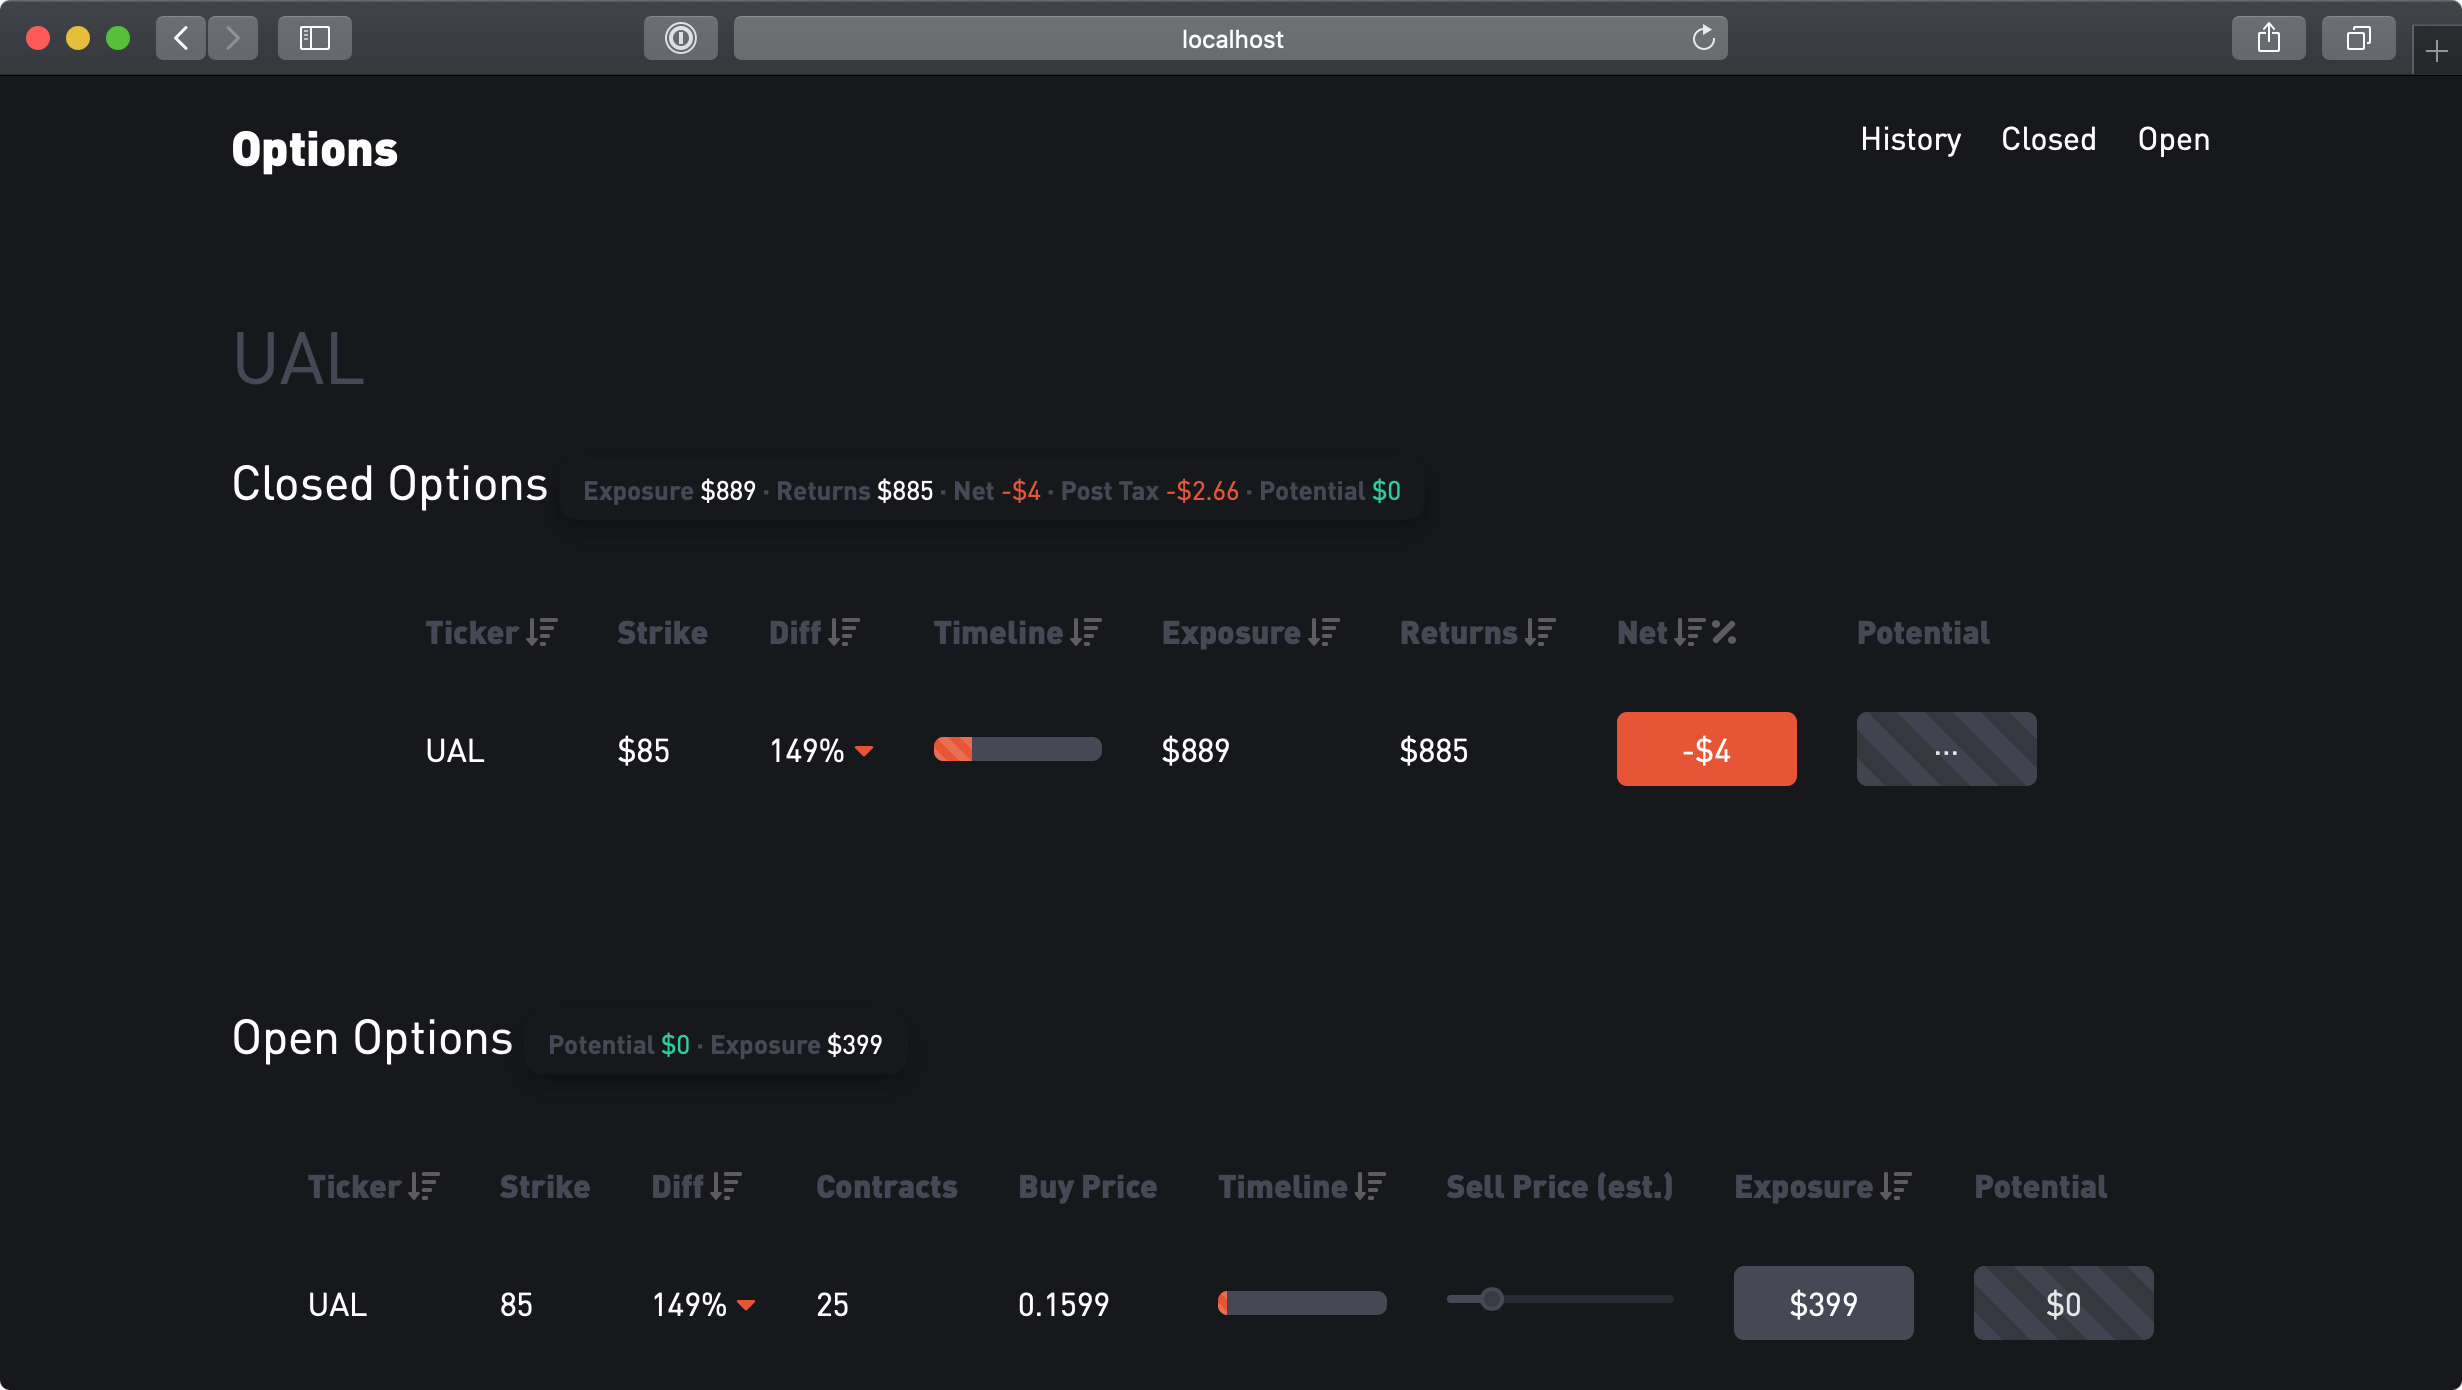 localhost
Options
History Closed Open
UAL
Closed Options Exposure $889 · Returns $885 · Net -$4 · Post Tax -$2.66 · Potential $0
Ticker Strike Diff Timeline Exposure Returns Net % Potential
UAL $85 149% $889 $885 -$4 ...
Open Options Potential $0 · Exposure $399
Ticker Strike Diff Contracts Buy Price Timeline Sell Price (est.) Exposure Potential
UAL 85 149% 25 0.1599 $399 $0